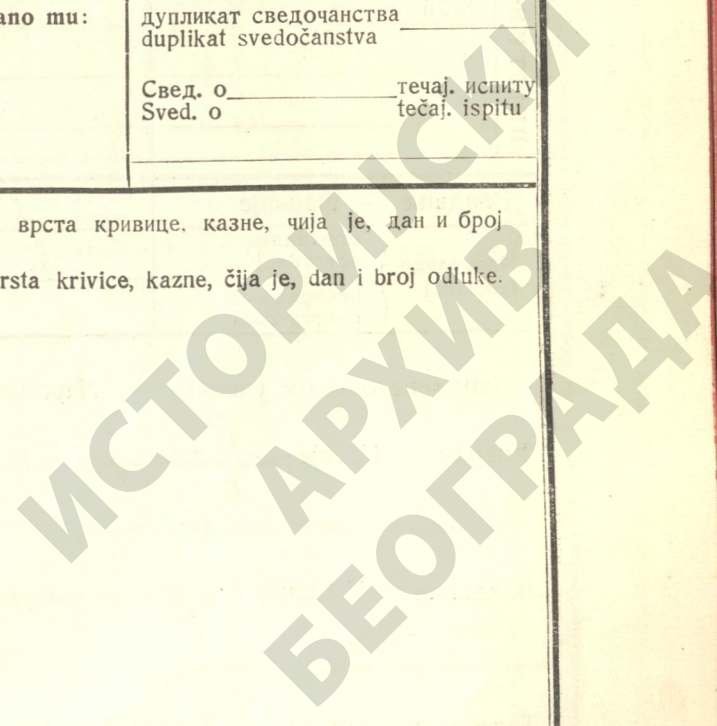 ano mu:
дупликат сведочанства
duplikat svedočanstva
Свед. о течај. испиту
Sved. o tečaj. ispitu
врста кривице. казне, чија је, дан и број
rsta krivice, kazne, čija je, dan i broj odluke.
ИСТОРИЈСКИ
АРХИВ
БЕОГРАДА